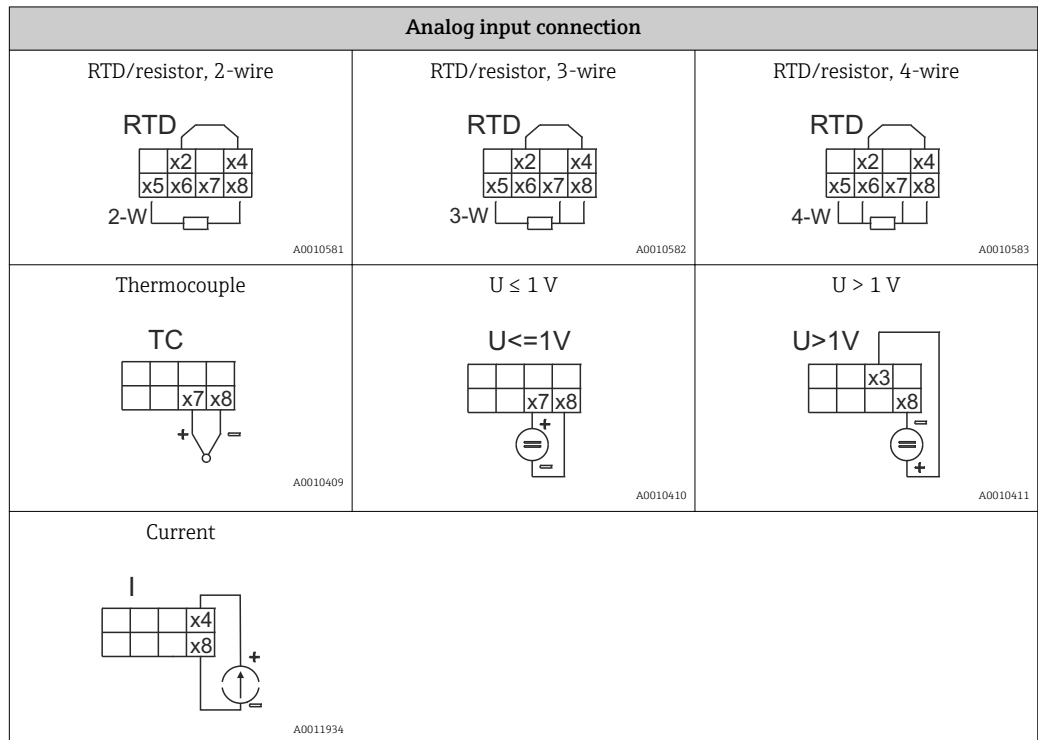 Analog input connection
RTD/resistor, 2-wire
RTD
x2 x4
x5 x6 x7 x8
2-W
A0010581
RTD/resistor, 3-wire
RTD
x2 x4
x5 x6 x7 x8
3-W
A0010582
RTD/resistor, 4-wire
RTD
x2 x4
x5 x6 x7 x8
4-W
A0010583
Thermocouple
TC
x7 x8
+ −
A0010409
U ≤ 1 V
U<=1V
x7 x8
+
=
−
A0010410
U > 1 V
U>1V
x3
x8
−
=
+
A0010411
Current
I
x4
x8
+
−
A0011934